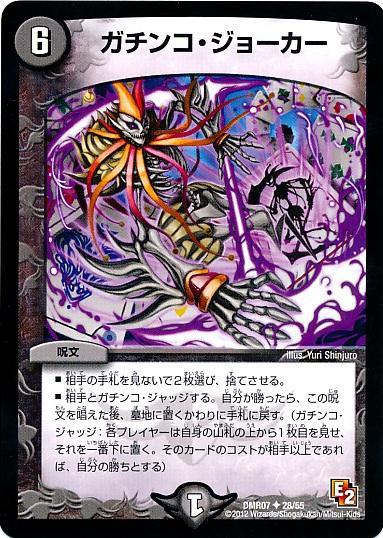 6
ガチンコ・ジョーカー
Illus. Yuri Shinjuro
呪文
■相手の手札を見ないで2枚選び、捨てさせる。
■相手とガチンコ・ジャッジする。自分が勝ったら、この呪
文を唱えた後、墓地に置くかわりに手札に戻す。(ガチンコ・
ジャッジ:各プレイヤーは自身の山札の上から1枚目を見せ、
それを一番下に置く。そのカードのコストが相手以上であれ
ば、自分の勝ちとする)
E2
DMR07 ◆ 28/55
©2012 Wizards/Shogakukan/Mitsui-Kids